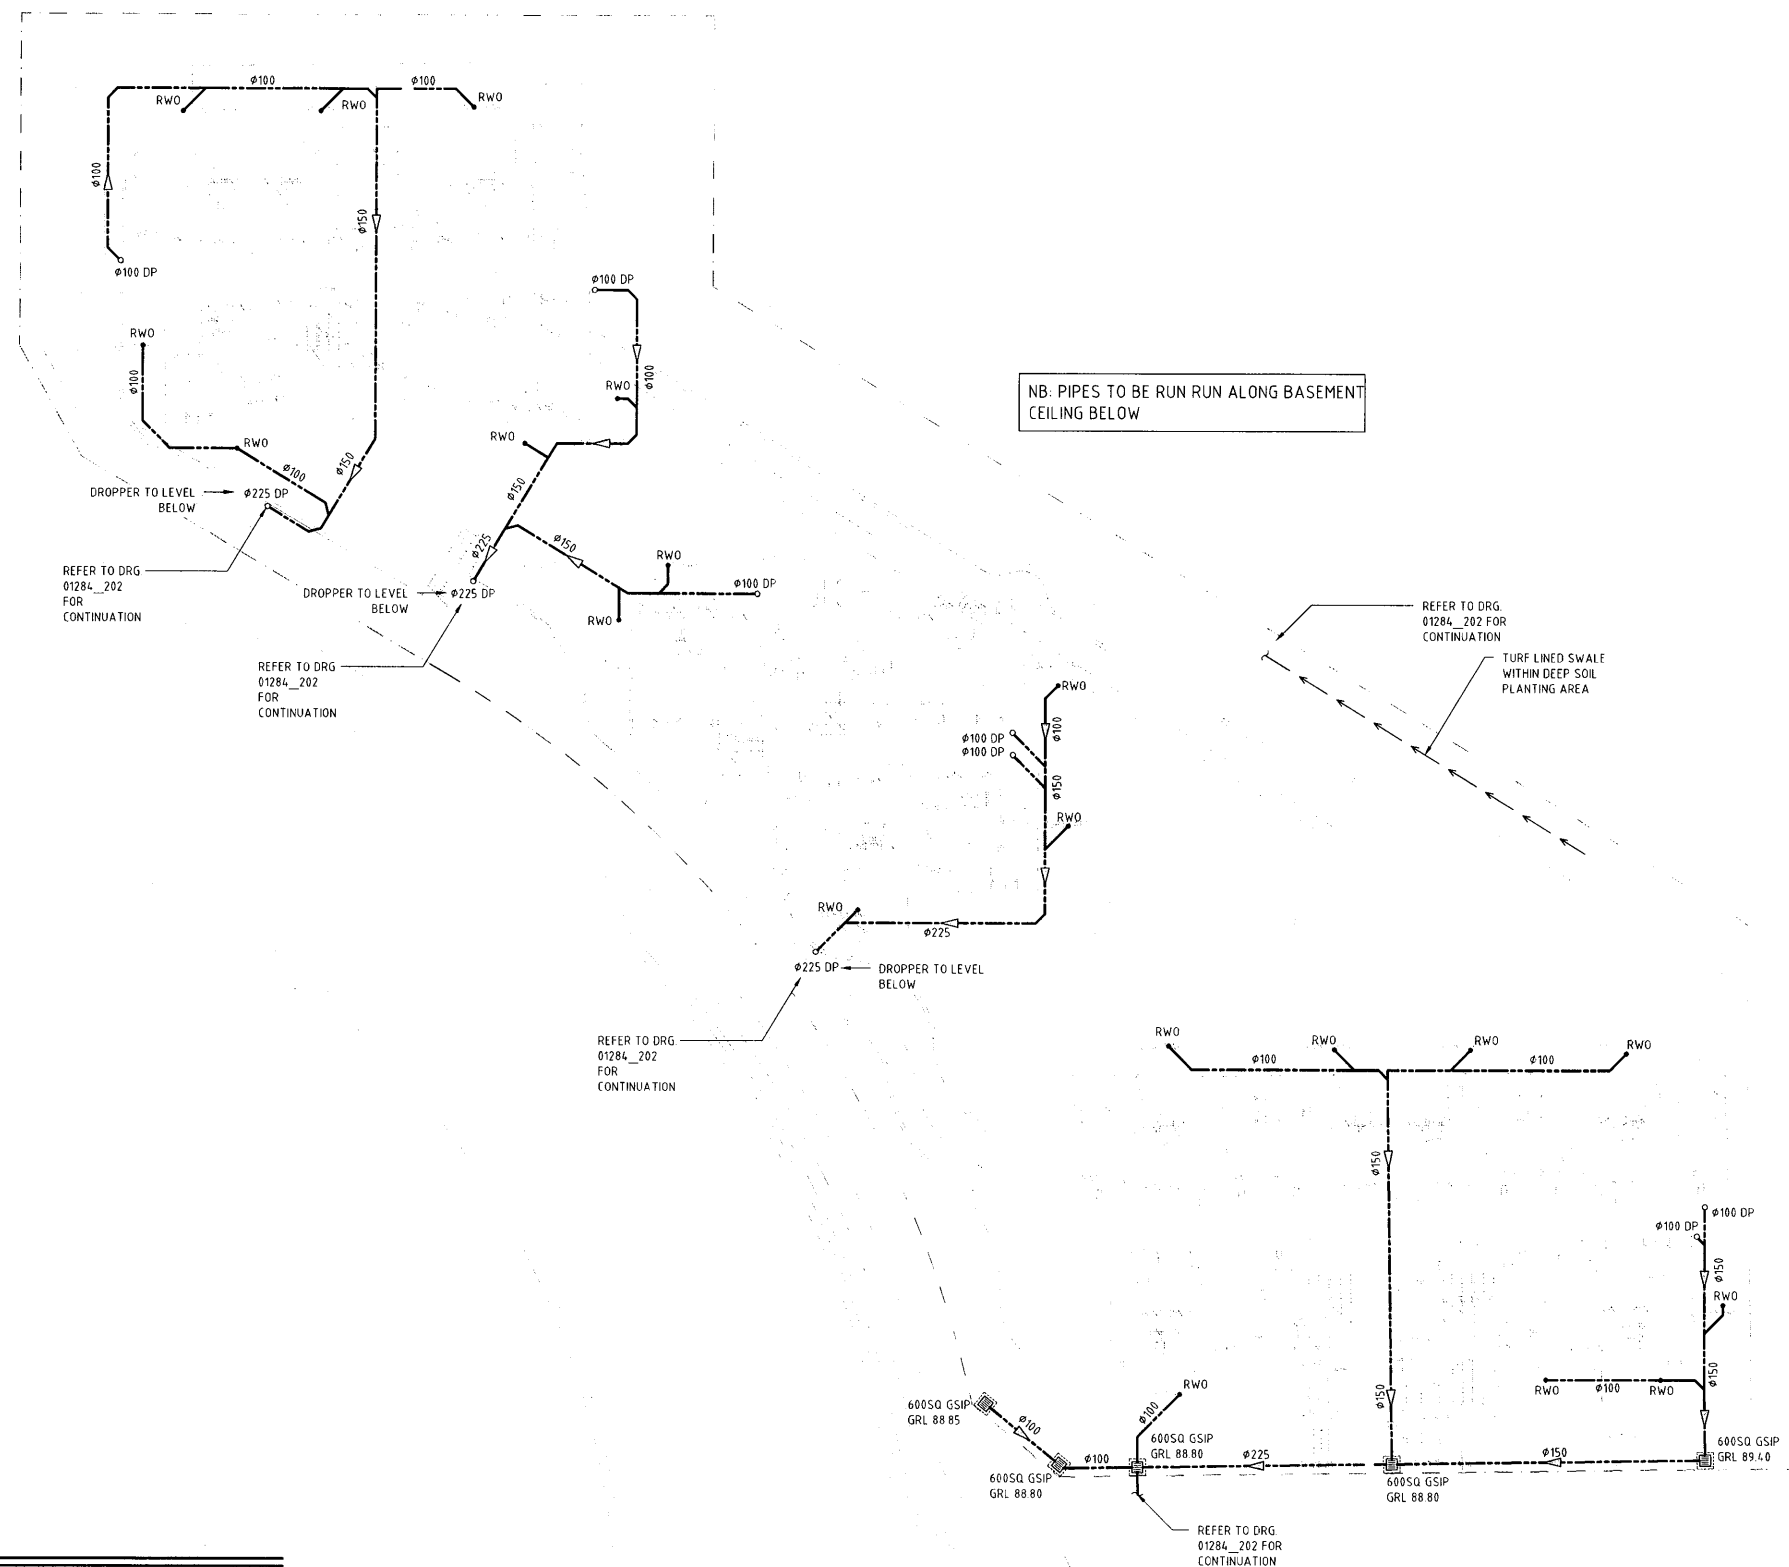 Φ100
Φ100
RWO
RWO
RWO
Φ100
Φ150
Φ100 DP
Φ100 DP
RWO
Φ100
RWO
Φ100
NB: PIPES TO BE RUN RUN ALONG BASEMENT
CEILING BELOW
RWO
RWO
Φ100
Φ150
Φ150
DROPPER TO LEVEL
BELOW
Φ225 DP
Φ225
Φ150
RWO
REFER TO DRG
01284_202
FOR
CONTINUATION
DROPPER TO LEVEL
BELOW
Φ225 DP
Φ100 DP
RWO
REFER TO DRG.
01284_202 FOR
CONTINUATION
REFER TO DRG
01284_202
FOR
CONTINUATION
TURF LINED SWALE
WITHIN DEEP SOIL
PLANTING AREA
RWO
Φ100
Φ100 DP
Φ100 DP
Φ150
RWO
RWO
Φ225
Φ225 DP
DROPPER TO LEVEL
BELOW
REFER TO DRG.
01284_202
FOR
CONTINUATION
RWO
Φ100
RWO
RWO
Φ100
RWO
Φ150
Φ100 DP
Φ100 DP
Φ150
RWO
Φ150
Φ150
RWO
Φ100
RWO
RWO
Φ100
600SQ GSIP
GRL 88.85
Φ100
600SQ GSIP
GRL 88.80
Φ100
600SQ GSIP
GRL 88.80
Φ225
600SQ GSIP
GRL 88.80
Φ150
600SQ GSIP
GRL 89.40
REFER TO DRG.
01284_202 FOR
CONTINUATION